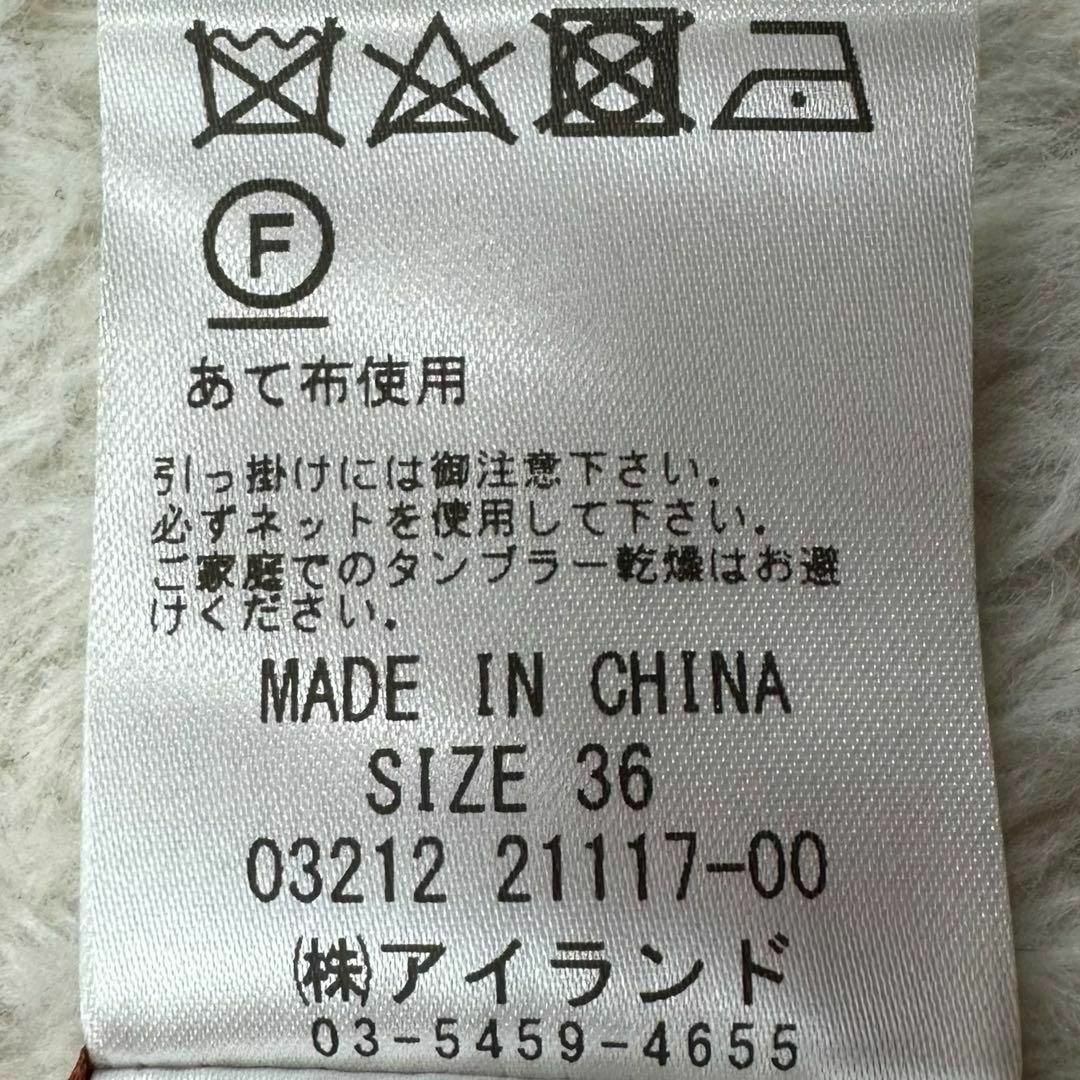 F
あて布使用
引っ掛けには御注意下さい.
必ずネットを使用して下さい.
ご家庭でのタンブラー乾燥はお避
けください.
MADE IN CHINA
SIZE 36
03212 21117-00
㈱アイランド
03-5459-4655